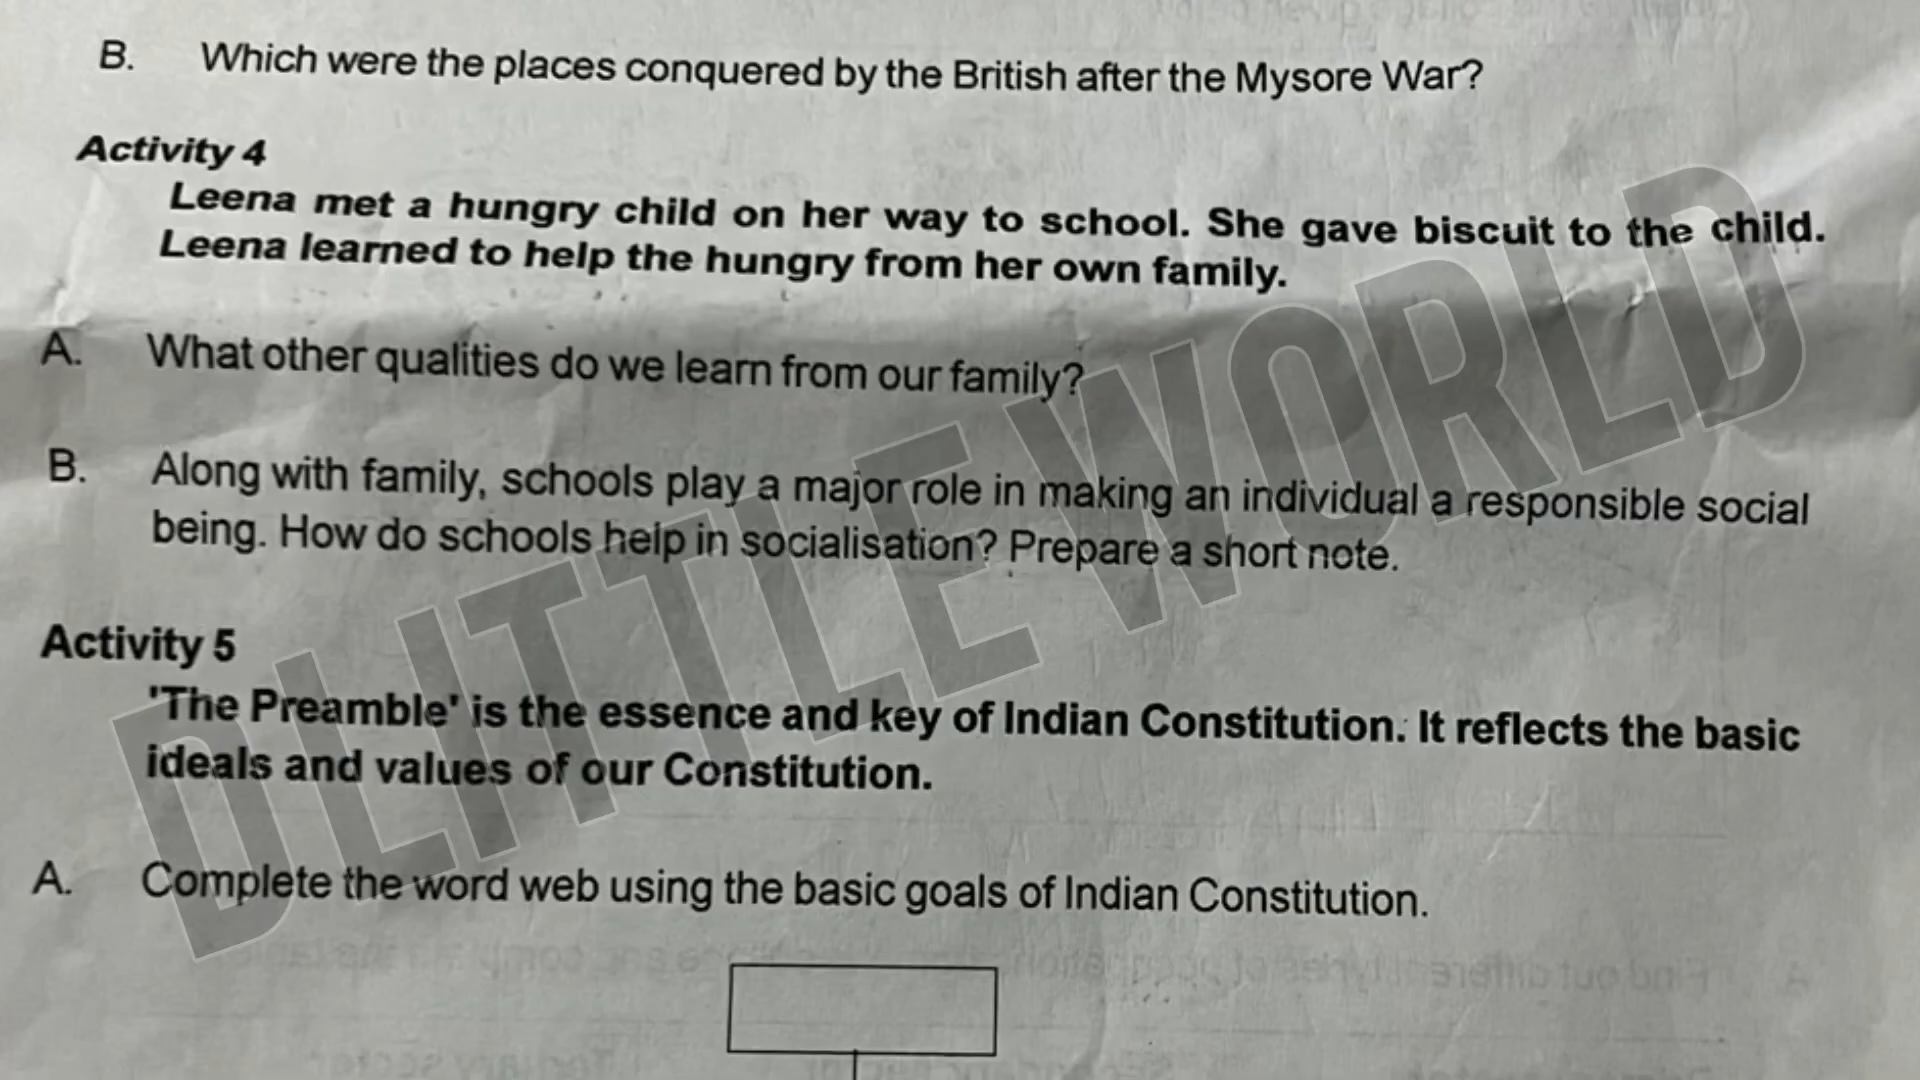 B. Which were the places conquered by the British after the Mysore War?
Activity 4
Leena met a hungry child on her way to school. She gave biscuit to the child.
Leena learned to help the hungry from her own family.
A. What other qualities do we learn from our family?
B. Along with family, schools play a major role in making an individual a responsible social
being. How do schools help in socialisation? Prepare a short note.
Activity 5
'The Preamble' is the essence and key of Indian Constitution. It reflects the basic
ideals and values of our Constitution.
A. Complete the word web using the basic goals of Indian Constitution.
DLITTLE WORLD